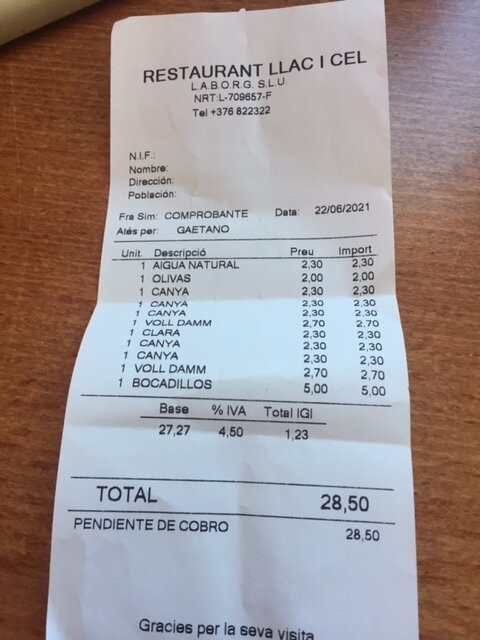 RESTAURANT LLAC I CEL
L.A.B.O.R.G. S.L.U.
NRT:L-709657-F
Tel +376 822322
N.I.F.:
Nombre:
Dirección:
Población:
Fra Sim: COMPROBANTE Data: 22/06/2021
Atés per: GAETANO
Unit. Descripció Preu Import
1 AIGUA NATURAL 2,30 2,30
1 OLIVAS 2,00 2,00
1 CANYA 2,30 2,30
1 CANYA 2,30 2,30
1 CANYA 2,30 2,30
1 VOLL DAMM 2,70 2,70
1 CLARA 2,30 2,30
1 CANYA 2,30 2,30
1 CANYA 2,30 2,30
1 VOLL DAMM 2,70 2,70
1 BOCADILLOS 5,00 5,00
Base % IVA Total IGI
27,27 4,50 1,23
TOTAL 28,50
PENDIENTE DE COBRO 28,50
Gracies per la seva visita